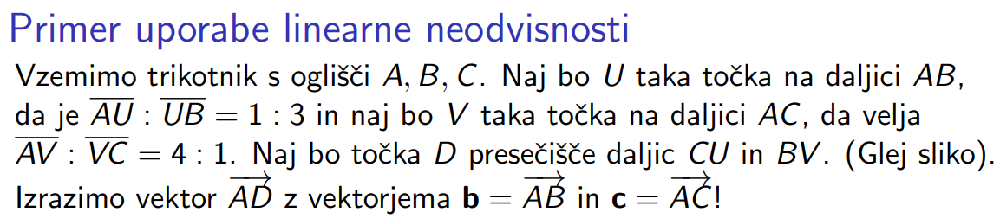 Primer uporabe linearne neodvisnosti
Vzemimo trikotnik s oglišči A, B, C. Naj bo U taka točka na daljici AB,
da je $\overline{AU} : \overline{UB} = 1 : 3$ in naj bo V taka točka na daljici AC, da velja
$\overline{AV} : \overline{VC} = 4 : 1$. Naj bo točka D presečišče daljic CU in BV. (Glej sliko).
Izrazimo vektor $\overrightarrow{AD}$ z vektorjema $\mathbf{b} = \overrightarrow{AB}$ in $\mathbf{c} = \overrightarrow{AC}$!